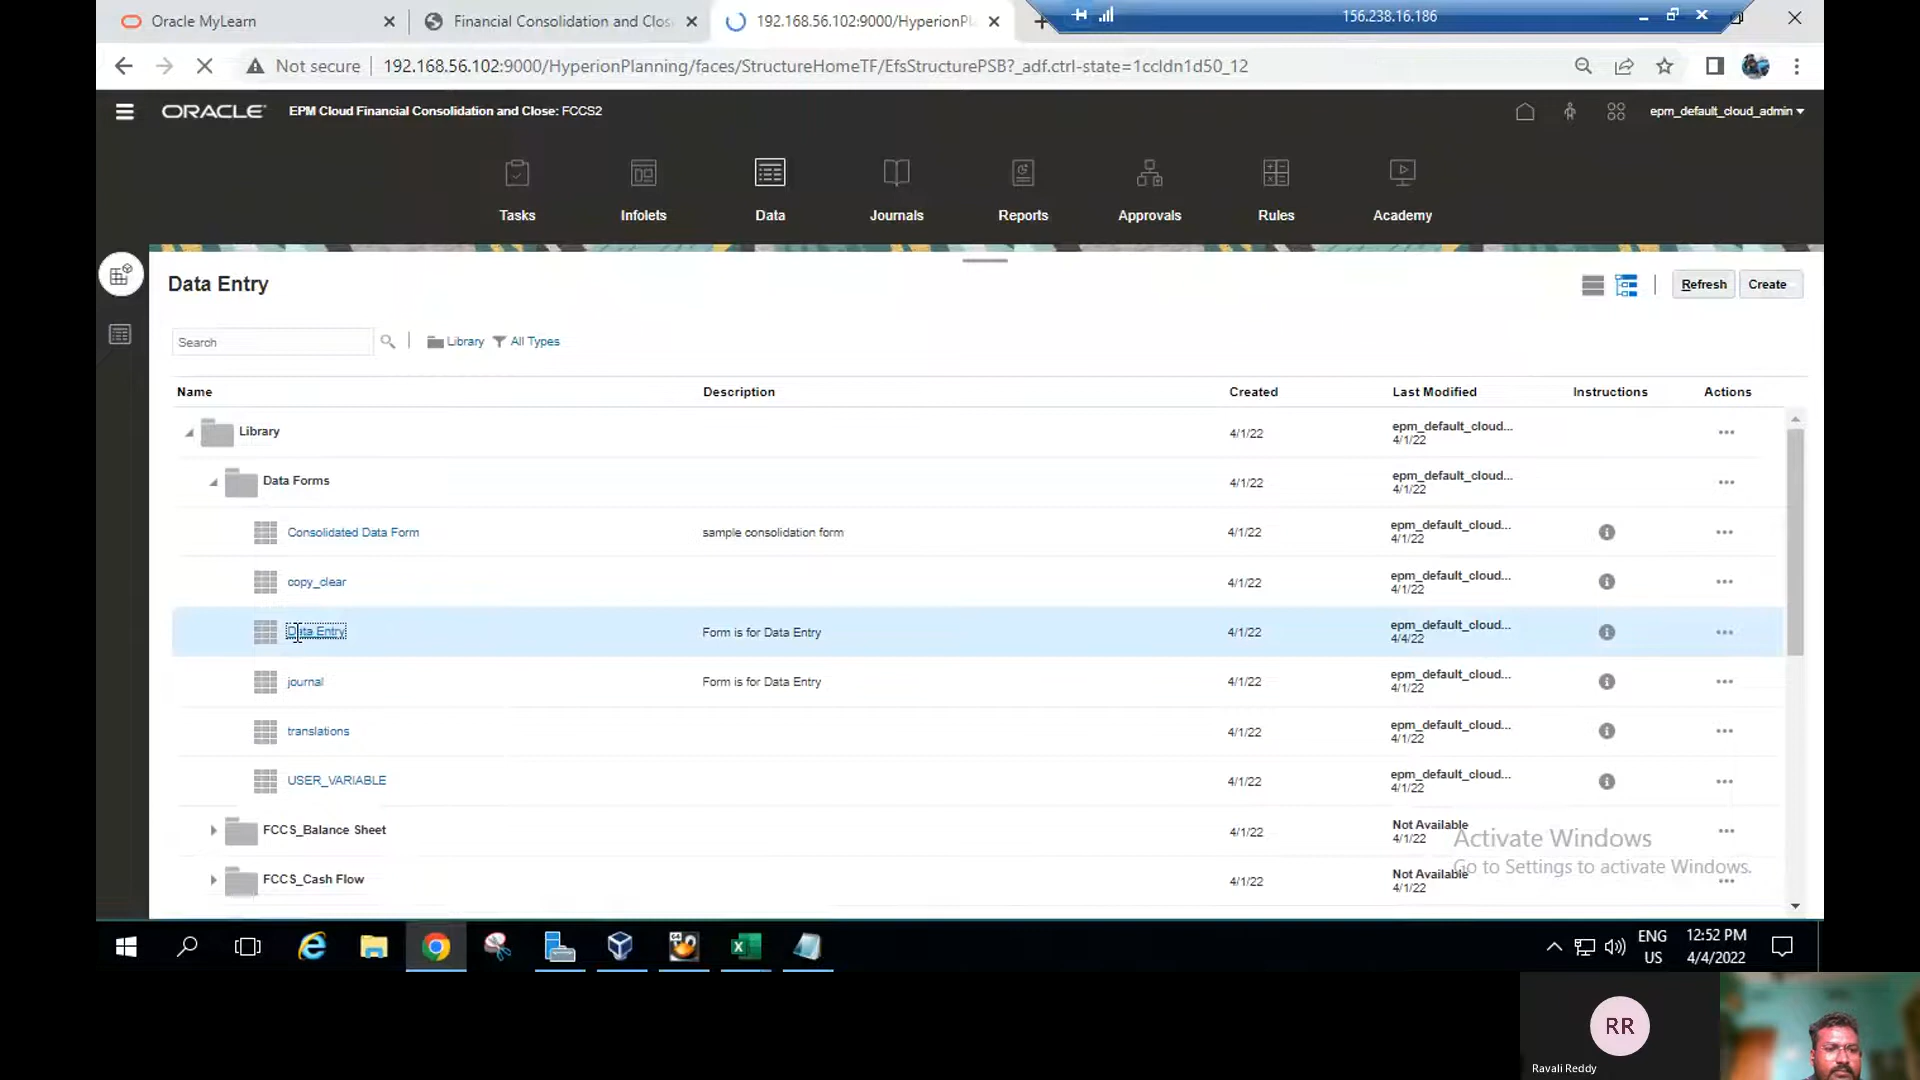 Oracle MyLearn
Financial Consolidation and Clos
192.168.56.102:9000/HyperionPl
156.238.16.186
Not secure
192.168.56.102:9000/HyperionPlanning/faces/StructureHomeTF/EfsStructurePSB?_adf.ctrl-state=1ccldn1d50_12
ORACLE
EPM Cloud Financial Consolidation and Close: FCCS2
epm_default_cloud_admin
Tasks
Infolets
Data
Journals
Reports
Approvals
Rules
Academy
Data Entry
Refresh
Create
Search
Library
All Types
Name
Description
Created
Last Modified
Instructions
Actions
Library
4/1/22
epm_default_cloud...
4/1/22
...
Data Forms
4/1/22
epm_default_cloud...
4/1/22
...
Consolidated Data Form
sample consolidation form
4/1/22
epm_default_cloud...
4/1/22
...
copy_clear
4/1/22
epm_default_cloud...
4/1/22
...
Data Entry
Form is for Data Entry
4/1/22
epm_default_cloud...
4/4/22
...
journal
Form is for Data Entry
4/1/22
epm_default_cloud...
4/1/22
...
translations
4/1/22
epm_default_cloud...
4/1/22
...
USER_VARIABLE
4/1/22
epm_default_cloud...
4/1/22
...
FCCS_Balance Sheet
4/1/22
Not Available
4/1/22
...
FCCS_Cash Flow
4/1/22
Not Available
4/1/22
...
Activate Windows
Go to Settings to activate Windows.
ENG
US
12:52 PM
4/4/2022
RR
Ravali Reddy